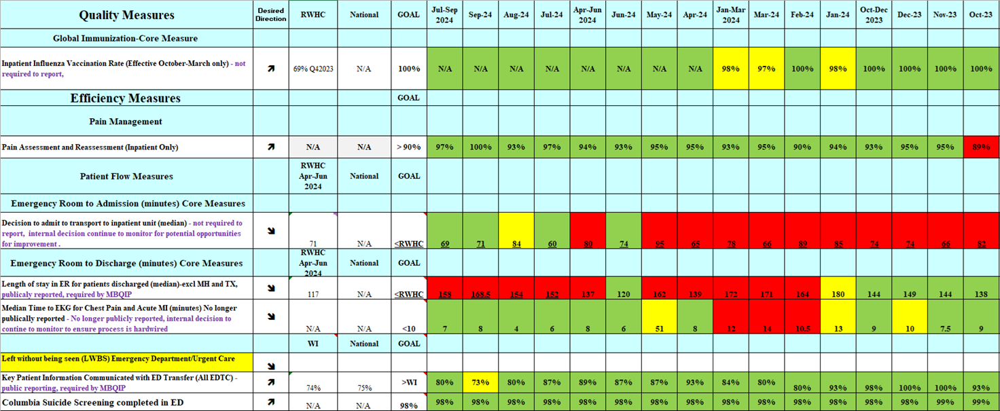 Quality Measures Desired Direction RWHC National GOAL Jul-Sep 2024 Sep-24 Aug-24 Jul-24 Apr-Jun 2024 Jun-24 May-24 Apr-24 Jan-Mar 2024 Mar-24 Feb-24 Jan-24 Oct-Dec 2023 Dec-23 Nov-23 Oct-23
Global Immunization-Core Measure
Inpatient Influenza Vaccination Rate (Effective October-March only) - not
required to report,
69% Q42023 N/A 100% N/A N/A N/A N/A N/A N/A N/A N/A 98% 97% 100% 98% 100% 100% 100% 100%
Efficiency Measures GOAL
Pain Management
Pain Assessment and Reassessment (Inpatient Only) N/A N/A > 90% 97% 100% 93% 97% 94% 93% 95% 95% 93% 95% 90% 94% 93% 95% 95% 89%
Patient Flow Measures RWHC Apr-Jun 2024 National GOAL
Emergency Room to Admission (minutes) Core Measures
Decision to admit to transport to inpatient unit (median) - not required to
report, internal decision continue to monitor for potential opportunities
for improvement .
71 N/A <RWHC 69 71 84 60 80 74 95 65 78 66 89 85 74 74 66 82
Emergency Room to Discharge (minutes) Core Measures RWHC Apr-Jun 2024 National GOAL
Length of stay in ER for patients discharged (median)-excl MH and TX,
publicaly reported, required by MBQIP
117 N/A <RWHC 158 168.5 154 152 137 120 162 139 172 171 164 180 144 149 144 138
Median Time to EKG for Chest Pain and Acute MI (minutes) No longer
publically reported - No longer publicly reported, internal decision to
contine to monitor to ensure process is hardwired
N/A N/A <10 7 8 4 6 8 6 51 8 12 14 10.5 13 9 10 7.5 9
WI National GOAL
Left without being seen (LWBS) Emergency Department/Urgent Care
Key Patient Information Communicated with ED Transfer (All EDTC) -
public reporting, required by MBQIP
74% 75% >WI 80% 73% 80% 87% 89% 87% 87% 93% 84% 80% 80% 93% 98% 100% 100% 93%
Columbia Suicide Screening completed in ED N/A N/A 98% 98% 98% 98% 98% 98% 98% 98% 98% 98% 98% 98% 98% 98% 98% 99% 99%